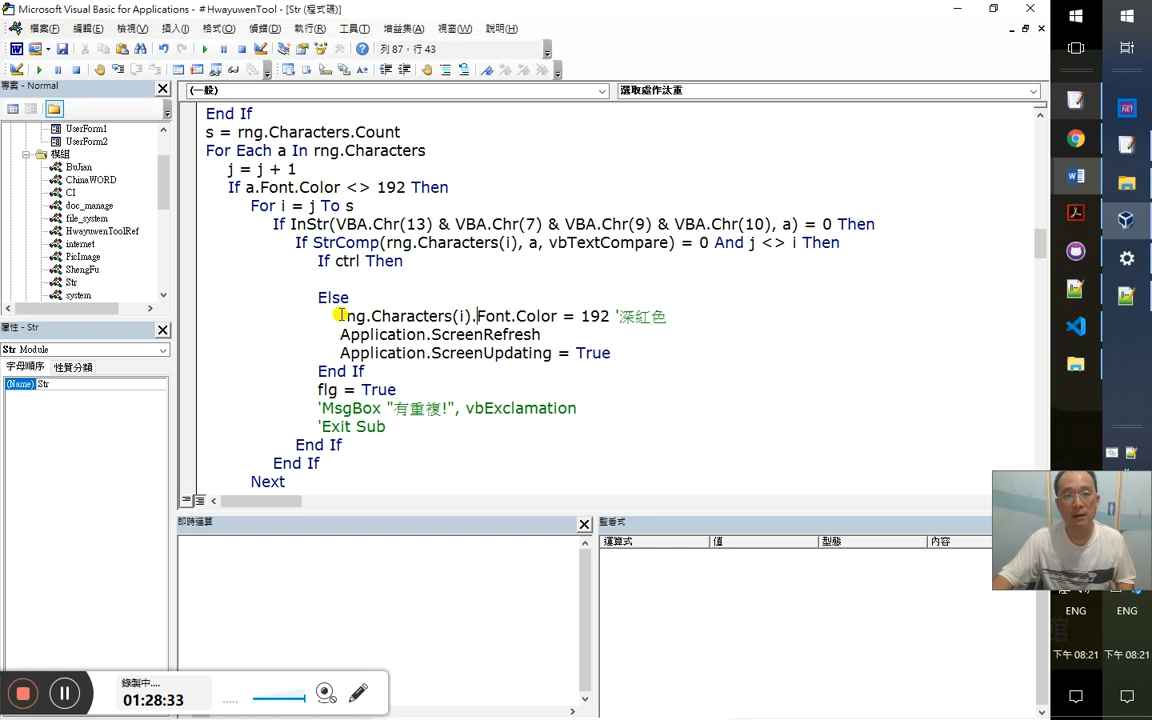 Microsoft Visual Basic for Applications - #HwayuwenTool - [Str (程式碼)]
檔案(F) 編輯(E) 檢視(V) 插入(I) 格式(O) 偵錯(D) 執行(R) 工具(T) 增益集(A) 視窗(W) 說明(H)
列 87，行 43
專案 - Normal
UserForm1
UserForm2
模組
BuJian
ChinaWORD
CI
doc_manage
file_system
HwayuwenToolRef
internet
PicImage
ShengFu
Str
system
屬性 - Str
Str Module
字母順序 性質分類
(Name) Str
(一般) 選取處作汰重
End If
s = rng.Characters.Count
For Each a In rng.Characters
j = j + 1
If a.Font.Color <> 192 Then
For i = j To s
If InStr(VBA.Chr(13) & VBA.Chr(7) & VBA.Chr(9) & VBA.Chr(10), a) = 0 Then
If StrComp(rng.Characters(i), a, vbTextCompare) = 0 And j <> i Then
If ctrl Then
Else
rng.Characters(i).Font.Color = 192 '深紅色
Application.ScreenRefresh
Application.ScreenUpdating = True
End If
flg = True
'MsgBox "有重複!", vbExclamation
'Exit Sub
End If
End If
Next
即時運算
監看式
運算式 值 型態 內容
錄製中....
01:28:33
ENG ENG
下午 08:21 下午 08:21